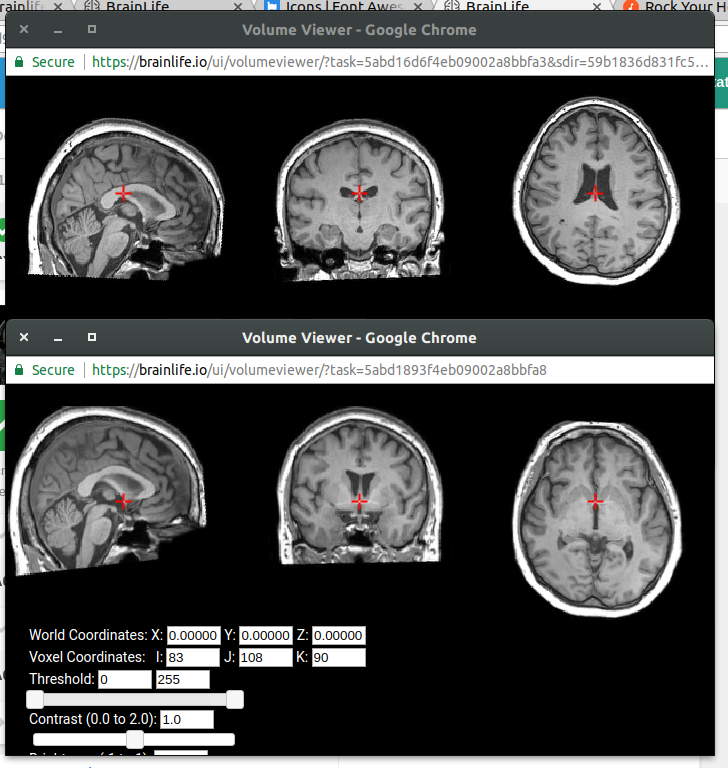 BrainLife
Icons | Font Awes
BrainLife
Rock Your H
Volume Viewer - Google Chrome
Secure https://brainlife.io/ui/volumeviewer/?task=5abd16d6f4eb09002a8bbfa3&sdir=59b1836d831fc5...
Volume Viewer - Google Chrome
Secure https://brainlife.io/ui/volumeviewer/?task=5abd1893f4eb09002a8bbfa8
World Coordinates: X: 0.00000 Y: 0.00000 Z: 0.00000
Voxel Coordinates: I: 83 J: 108 K: 90
Threshold: 0 255
Contrast (0.0 to 2.0): 1.0